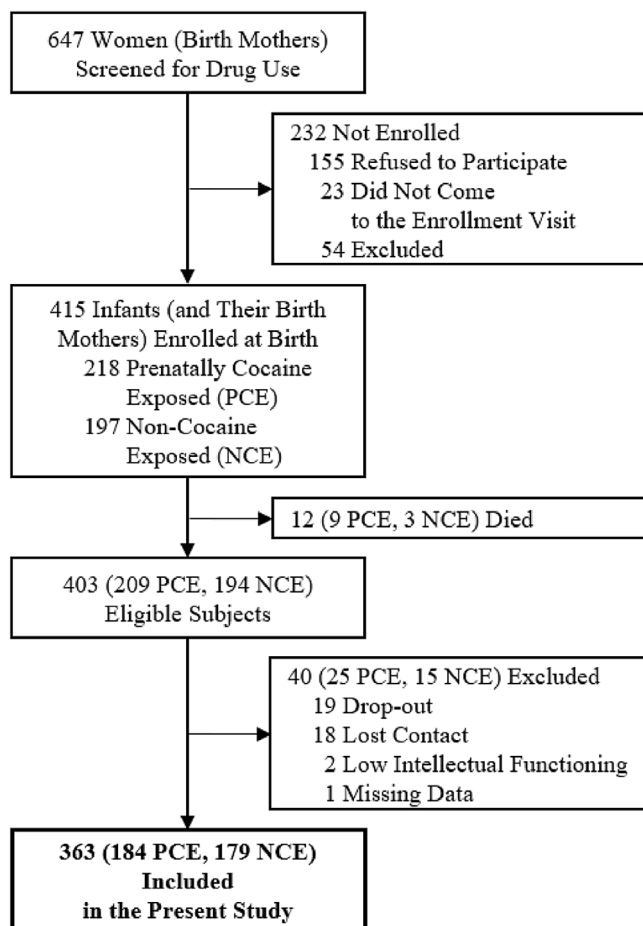 647 Women (Birth Mothers)
Screened for Drug Use
232 Not Enrolled
155 Refused to Participate
23 Did Not Come
to the Enrollment Visit
54 Excluded
415 Infants (and Their Birth
Mothers) Enrolled at Birth
218 Prenatally Cocaine
Exposed (PCE)
197 Non-Cocaine
Exposed (NCE)
12 (9 PCE, 3 NCE) Died
403 (209 PCE, 194 NCE)
Eligible Subjects
40 (25 PCE, 15 NCE) Excluded
19 Drop-out
18 Lost Contact
2 Low Intellectual Functioning
1 Missing Data
363 (184 PCE, 179 NCE)
Included
in the Present Study